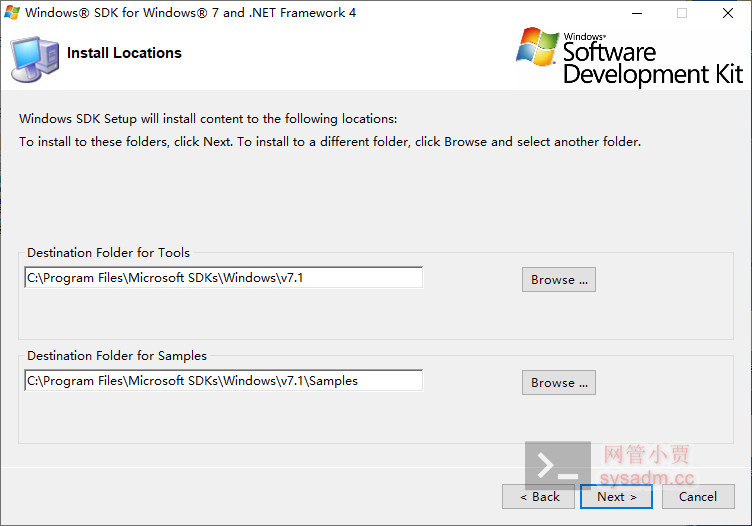 Windows® SDK for Windows® 7 and .NET Framework 4
Install Locations
Windows®
Software
Development Kit
Windows SDK Setup will install content to the following locations:
To install to these folders, click Next. To install to a different folder, click Browse and select another folder.
Destination Folder for Tools
C:\Program Files\Microsoft SDKs\Windows\v7.1
Browse ...
Destination Folder for Samples
C:\Program Files\Microsoft SDKs\Windows\v7.1\Samples
Browse ...
网管小贾
sysadm.cc
< Back
Next >
Cancel